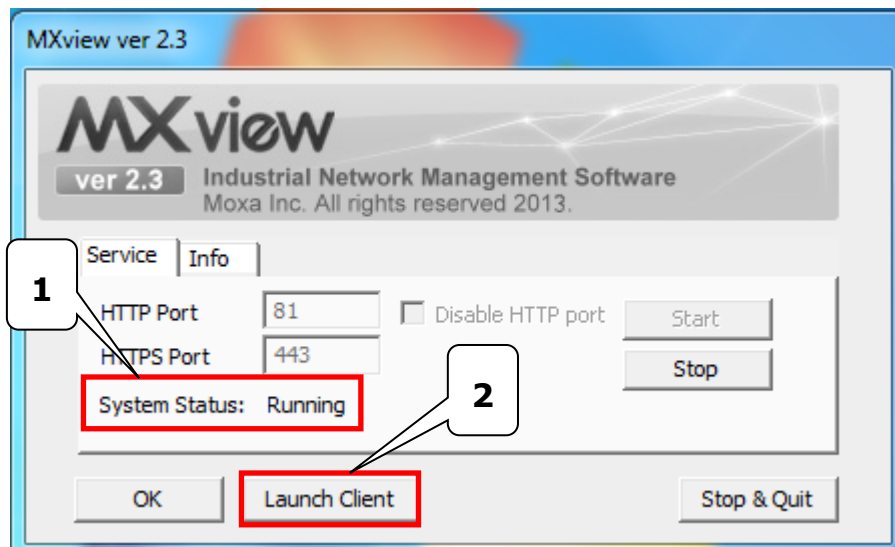 MXview ver 2.3
MXview
ver 2.3
Industrial Network Management Software
Moxa Inc. All rights reserved 2013.
Service Info
1
HTTP Port 81 Disable HTTP port Start
HTTPS Port 443 Stop
System Status: Running
2
OK Launch Client Stop & Quit